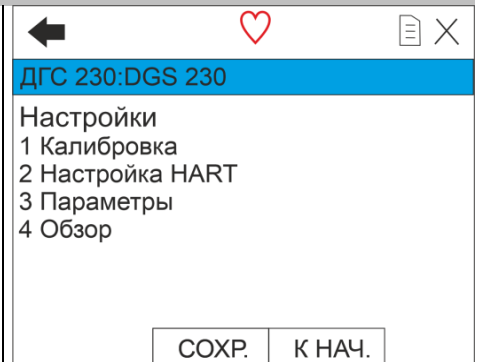 ДГС 230:DGS 230
Настройки
1 Калибровка
2 Настройка HART
3 Параметры
4 Обзор
СОХР. К НАЧ.